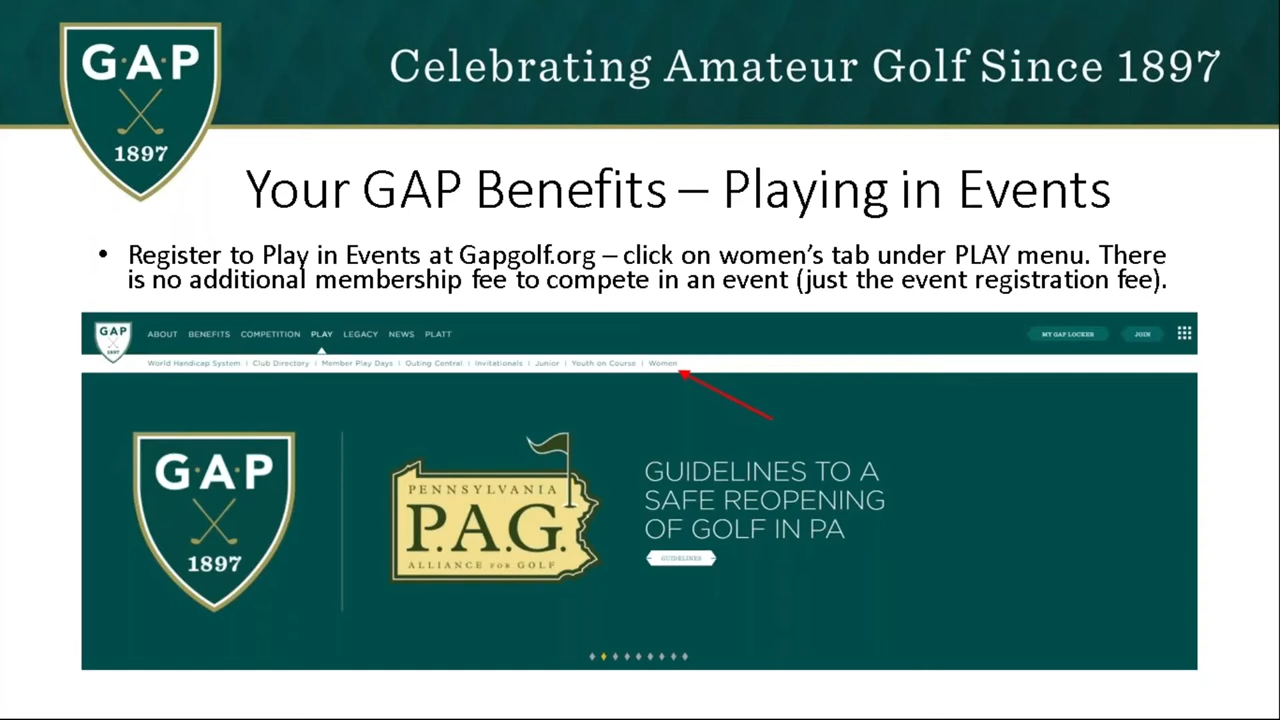 G·A·P
1897
Celebrating Amateur Golf Since 1897
Your GAP Benefits – Playing in Events
• Register to Play in Events at Gapgolf.org – click on women’s tab under PLAY menu. There
is no additional membership fee to compete in an event (just the event registration fee).
GAP
1897
ABOUT BENEFITS COMPETITION PLAY LEGACY NEWS PLATT
MY GAP LOCKER JOIN
World Handicap System | Club Directory | Member Play Days | Outing Central | Invitationals | Junior | Youth on Course | Women
G·A·P
1897
PENNSYLVANIA
P.A.G.
ALLIANCE FOR GOLF
GUIDELINES TO A
SAFE REOPENING
OF GOLF IN PA
GUIDELINES